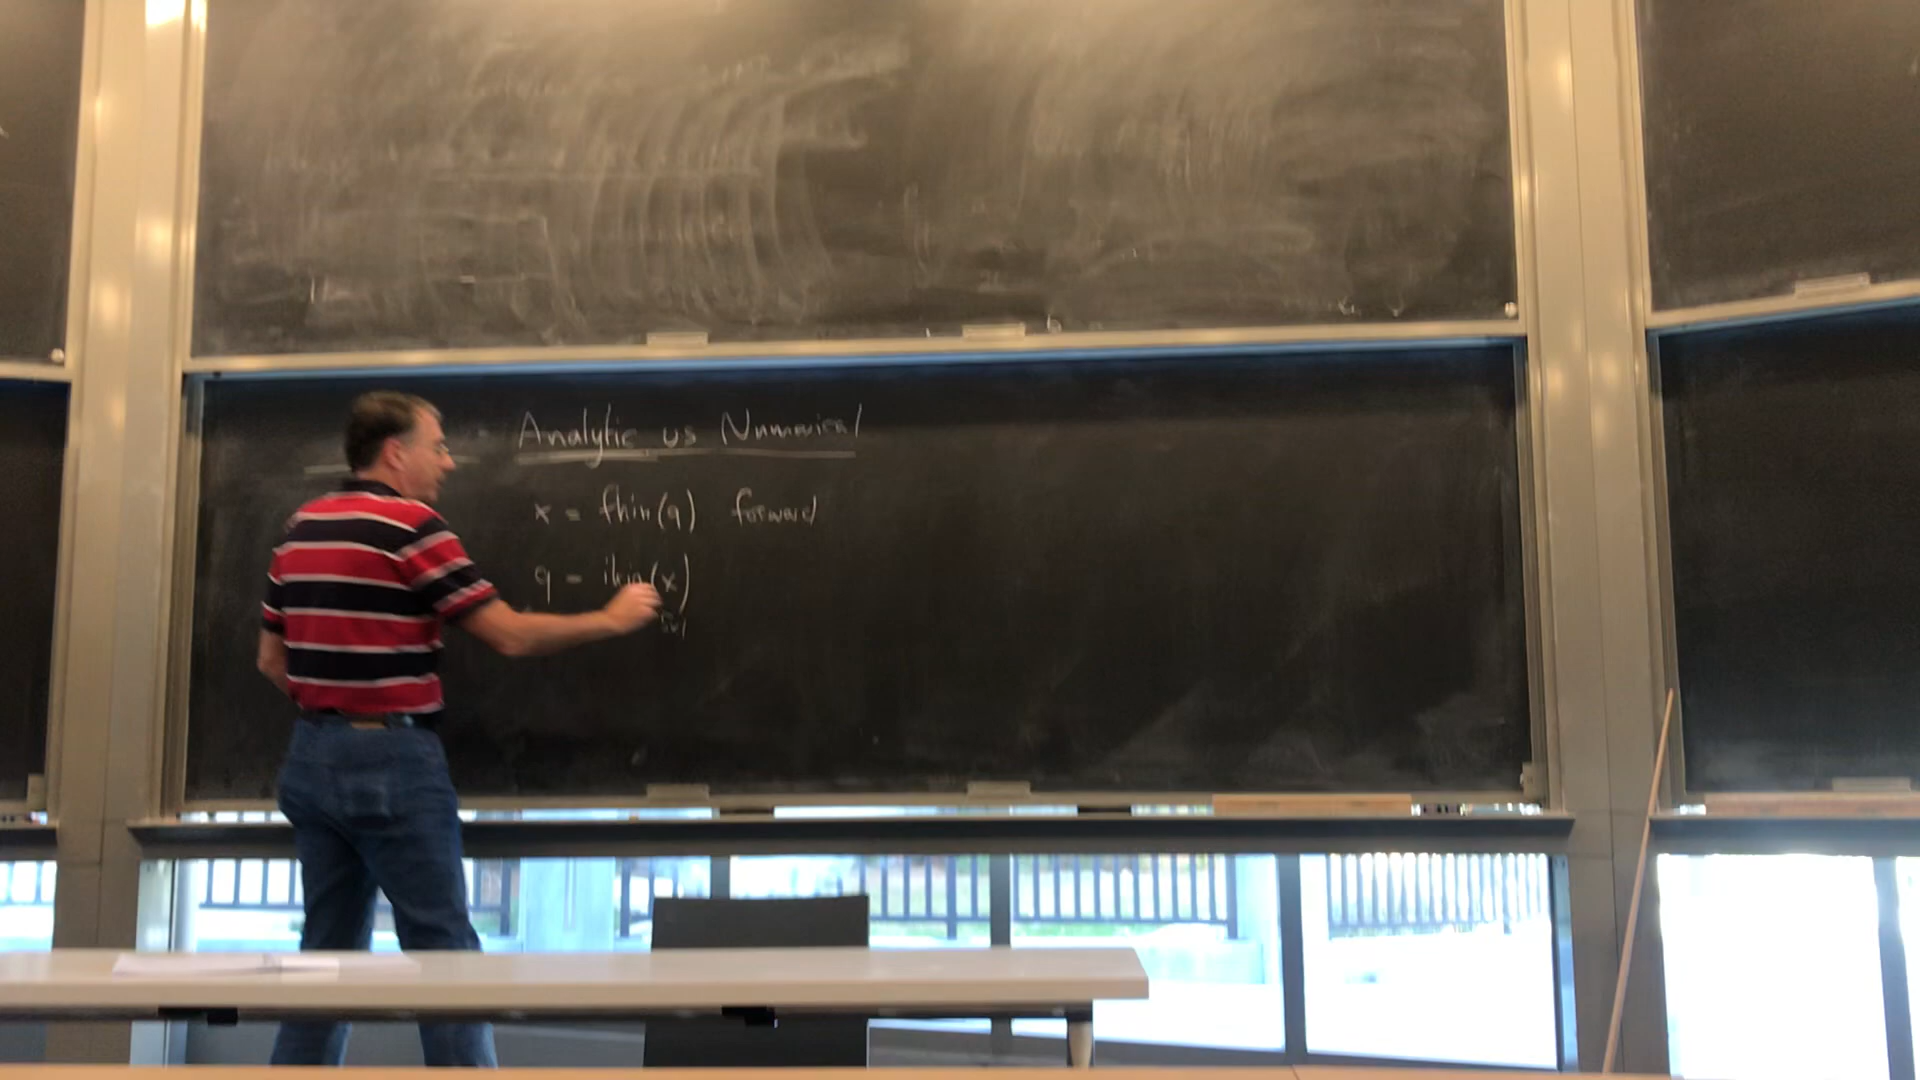 Analytic vs Numerical
x = fkin(q) forward
q = ikin(x)